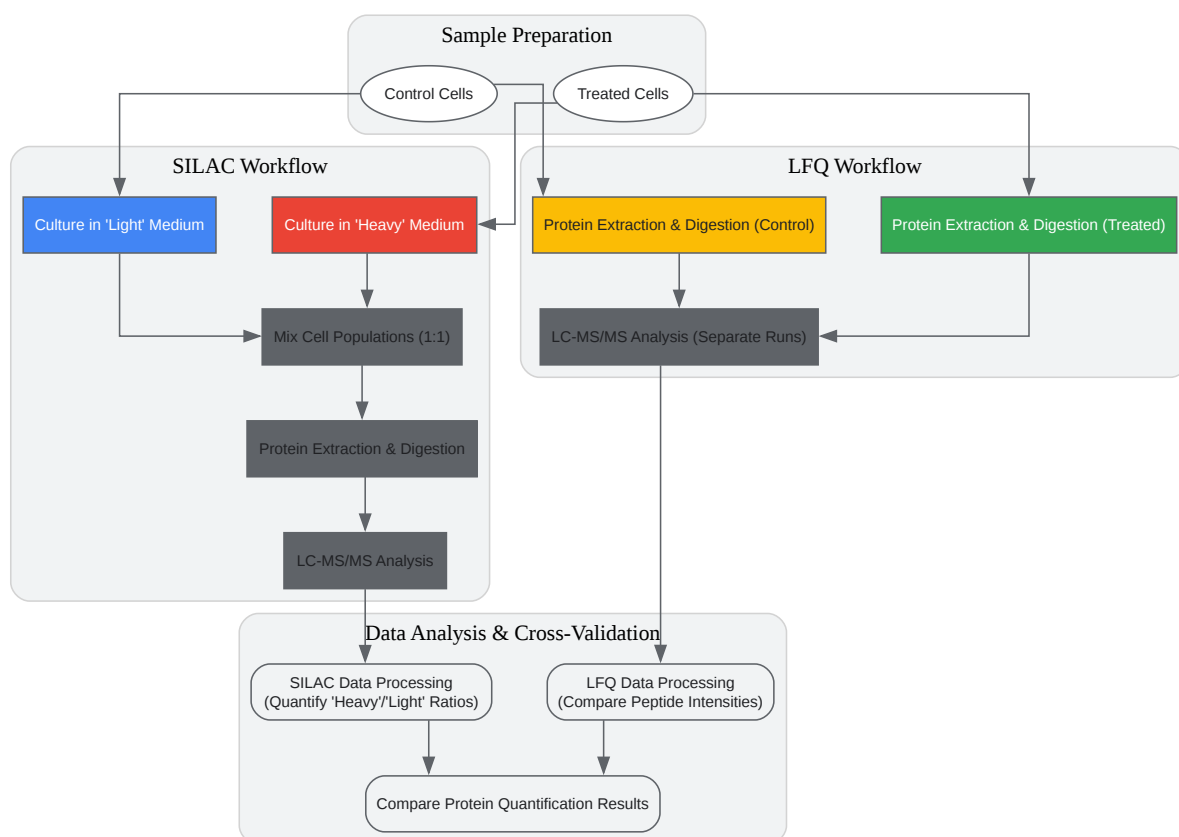 Sample Preparation
Control Cells
Treated Cells
SILAC Workflow
LFQ Workflow
Culture in 'Light' Medium
Culture in 'Heavy' Medium
Protein Extraction & Digestion (Control)
Protein Extraction & Digestion (Treated)
Mix Cell Populations (1:1)
LC-MS/MS Analysis (Separate Runs)
Protein Extraction & Digestion
LC-MS/MS Analysis
Data Analysis & Cross-Validation
SILAC Data Processing
(Quantify 'Heavy'/'Light' Ratios)
LFQ Data Processing
(Compare Peptide Intensities)
Compare Protein Quantification Results